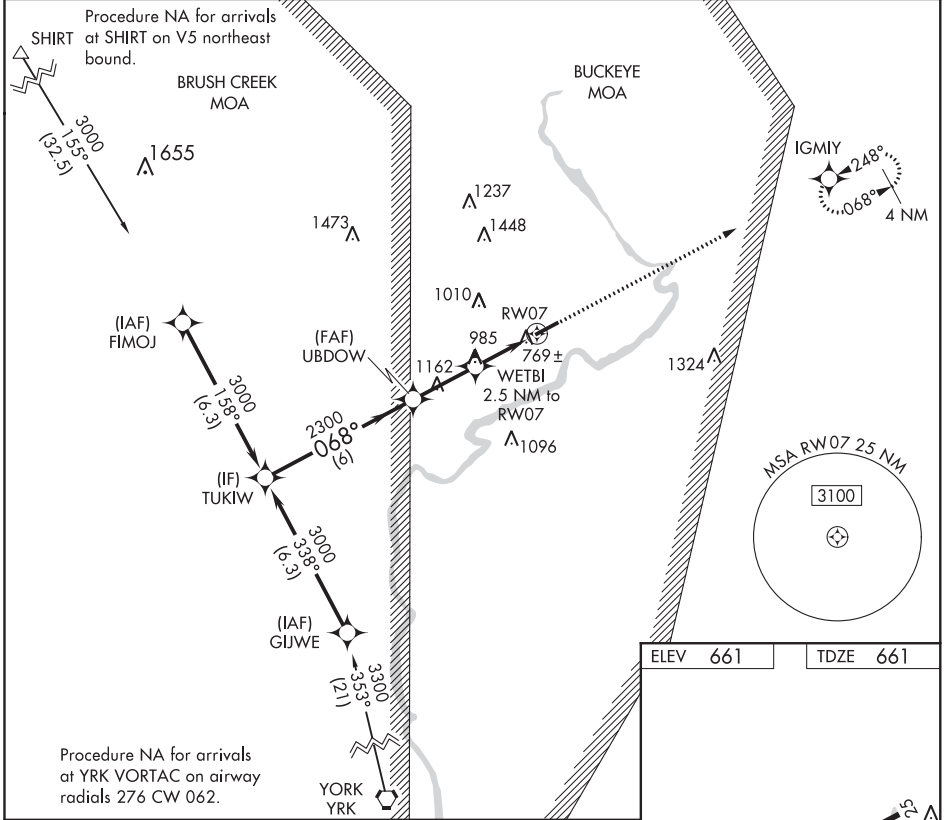 Procedure NA for arrivals
at SHIRT on V5 northeast
bound.
SHIRT
BRUSH CREEK
MOA
BUCKEYE
MOA
3000
155°
(32.5)
1655
IGMIY
248°
068°
4 NM
1237
1473
1448
1010
RW07
(IAF)
FIMOJ
(FAF)
UBDOW
985
769±
1162
WETBI
2.5 NM to
RW07
1324
3000
158°
(6.3)
2300
068°
(6)
1096
(IF)
TUKIW
MSA RW07 25 NM
3100
3000
338°
(6.3)
(IAF)
GIJWE
ELEV 661
TDZE 661
3300
353°
(21)
Procedure NA for arrivals
at YRK VORTAC on airway
radials 276 CW 062.
YORK
YRK
25